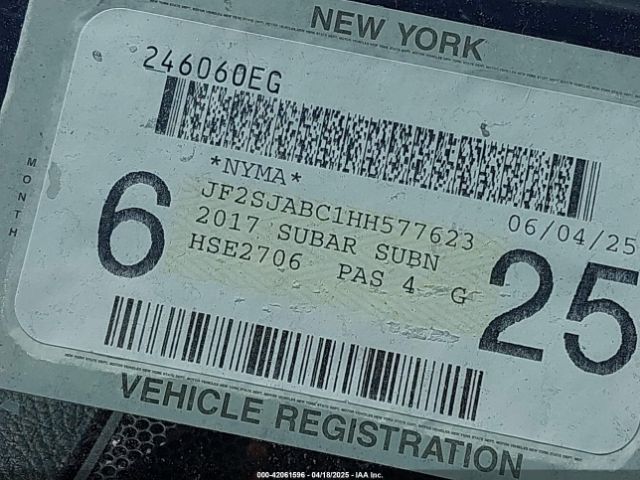 NEW YORK
246060EG
*NYMA*
JF2SJABC1HH577623
06/04/25
2017 SUBAR SUBN
HSE2706 PAS 4 G
MONTH
6
25
VEHICLE REGISTRATION
000-42061596 - 04/18/2025 - IAA Inc.